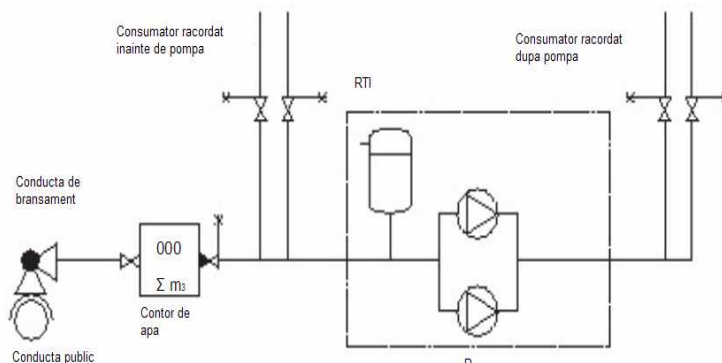 Consumator racordat
inainte de pompa
Consumator racordat
dupa pompa
RTI
Conducta de
bransament
000
Σ m3
Contor de
apa
Conducta public